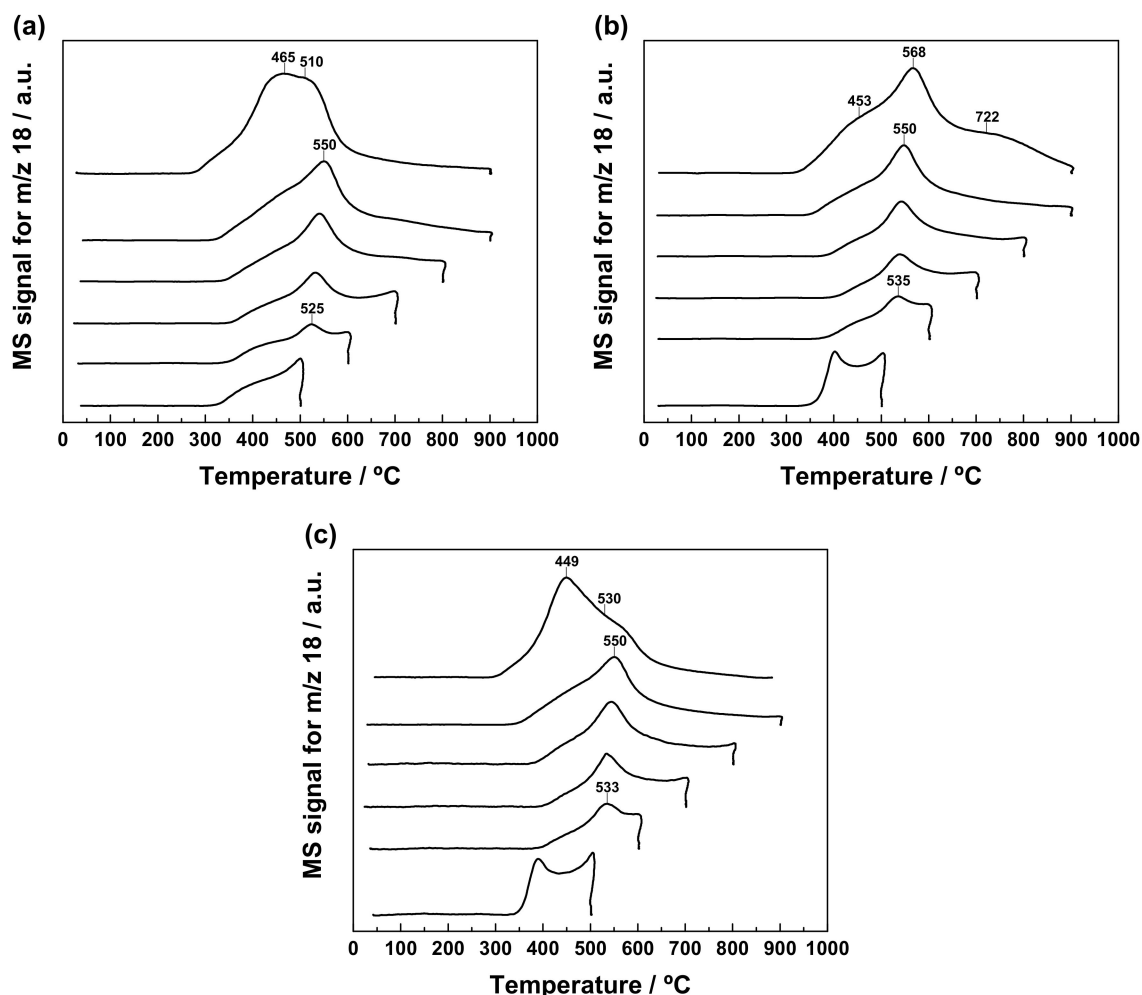 (a)
465
510
550
525
MS signal for m/z 18 / a.u.
0 100 200 300 400 500 600 700 800 900 1000
Temperature / ºC
(b)
568
453
722
550
535
MS signal for m/z 18 / a.u.
0 100 200 300 400 500 600 700 800 900 1000
Temperature / ºC
(c)
449
530
550
533
MS signal for m/z 18 / a.u.
0 100 200 300 400 500 600 700 800 900 1000
Temperature / ºC